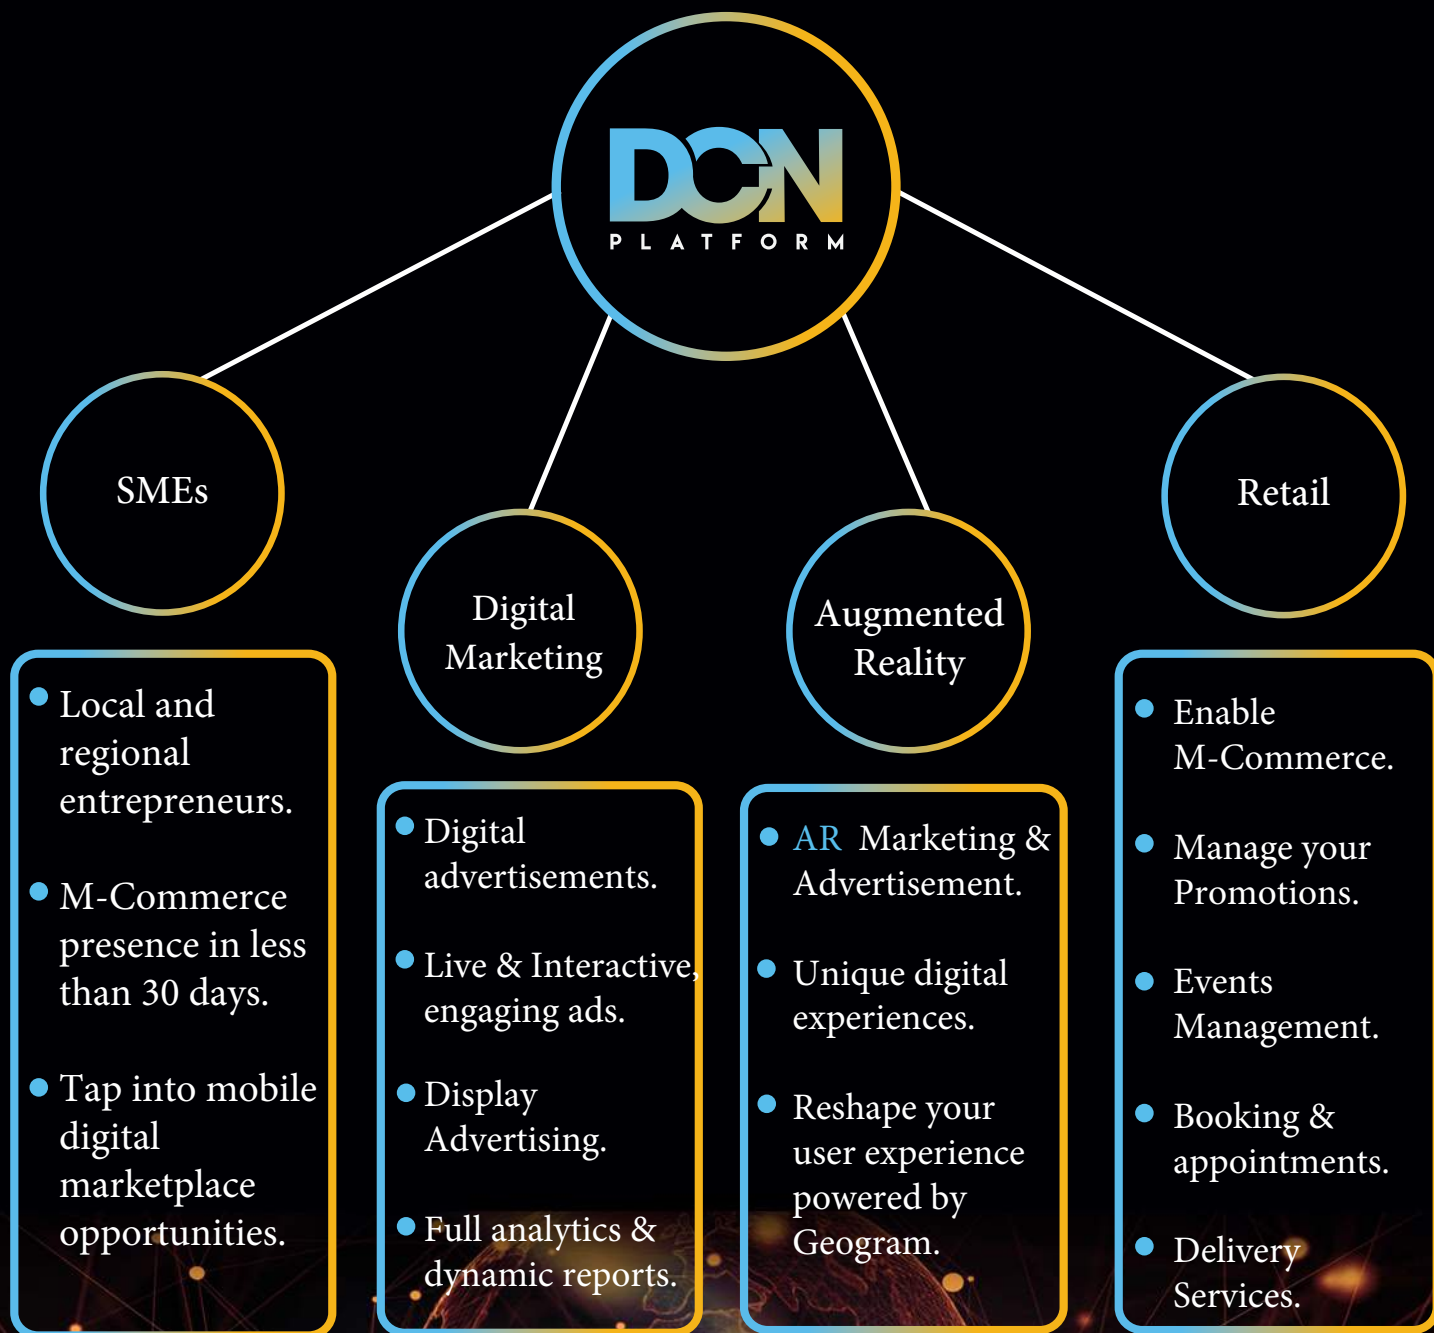 DCN
PLATFORM
SMEs
Local and
regional
entrepreneurs.
M-Commerce
presence in less
than 30 days.
Tap into mobile
digital
marketplace
opportunities.
Digital
Marketing
Digital
advertisements.
Live & Interactive,
engaging ads.
Display
Advertising.
Full analytics &
dynamic reports.
Augmented
Reality
AR Marketing &
Advertisement.
Unique digital
experiences.
Reshape your
user experience
powered by
Geogram.
Retail
Enable
M-Commerce.
Manage your
Promotions.
Events
Management.
Booking &
appointments.
Delivery
Services.